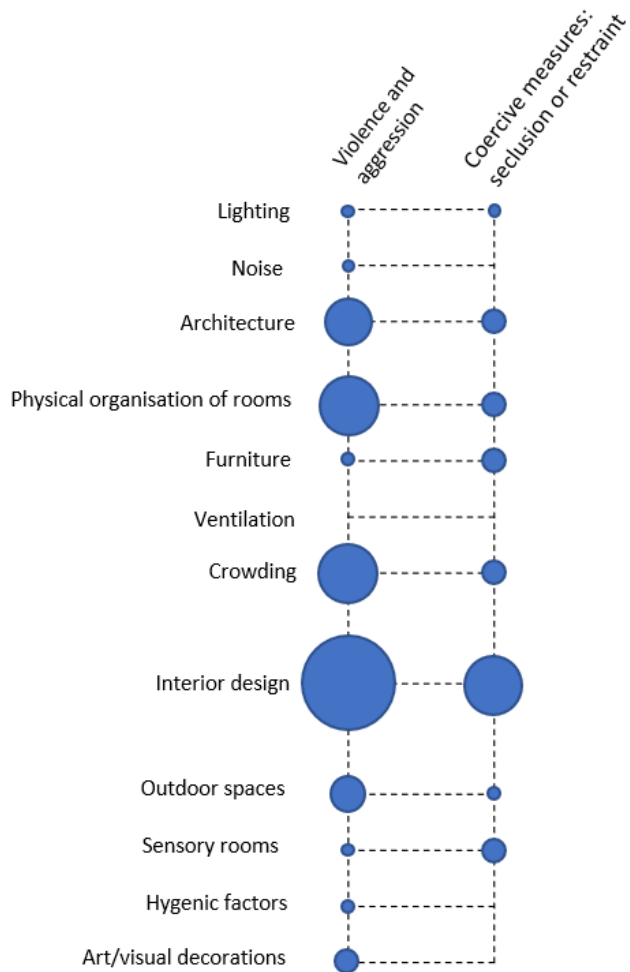 Violence and
aggression
Coercive measures:
seclusion or restraint
Lighting
Noise
Architecture
Physical organisation of rooms
Furniture
Ventilation
Crowding
Interior design
Outdoor spaces
Sensory rooms
Hygenic factors
Art/visual decorations